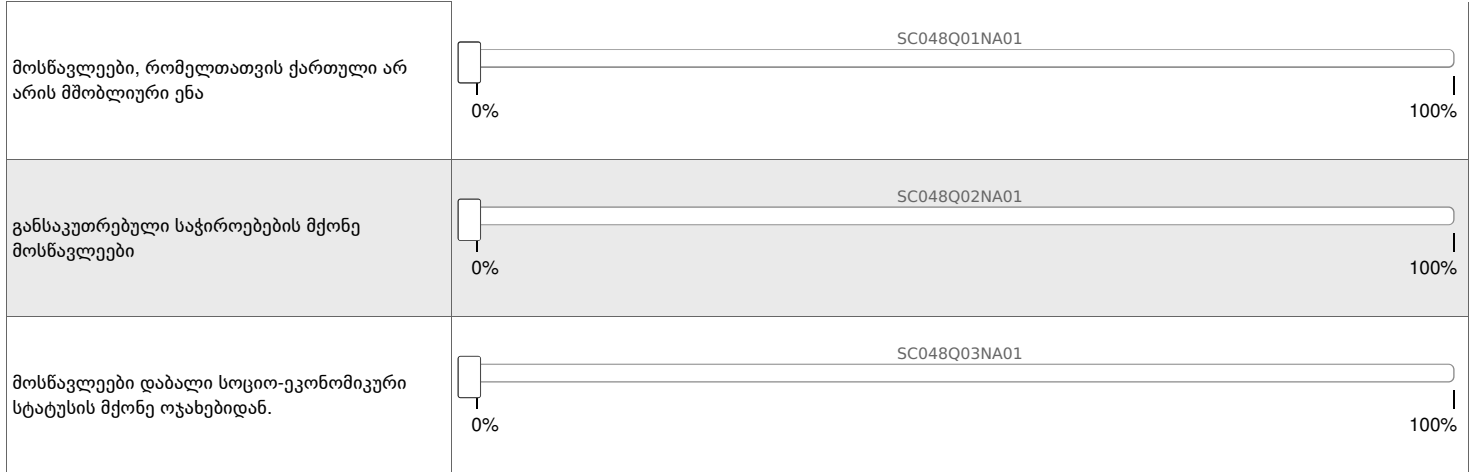 SC048Q01NA01
მოსწავლეები, რომელთათვის ქართული არ
არის მშობლიური ენა
0% 100%
SC048Q02NA01
განსაკუთრებული საჭიროებების მქონე
მოსწავლეები
0% 100%
SC048Q03NA01
მოსწავლეები დაბალი სოციო-ეკონომიკური
სტატუსის მქონე ოჯახებიდან.
0% 100%